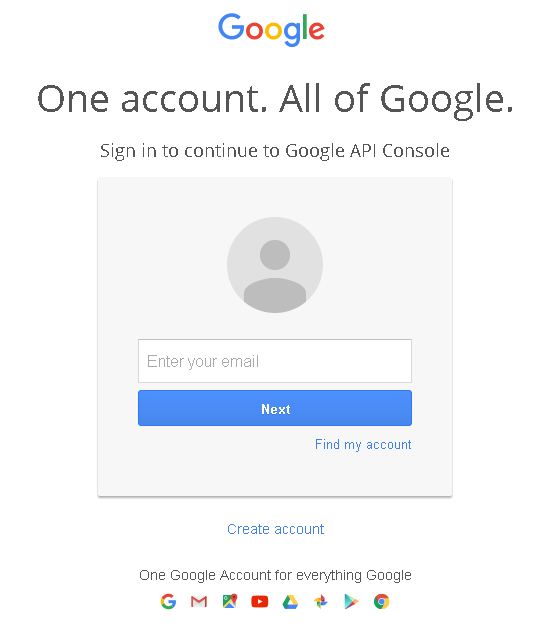 Google
One account. All of Google.
Sign in to continue to Google API Console
Enter your email
Next
Find my account
Create account
One Google Account for everything Google